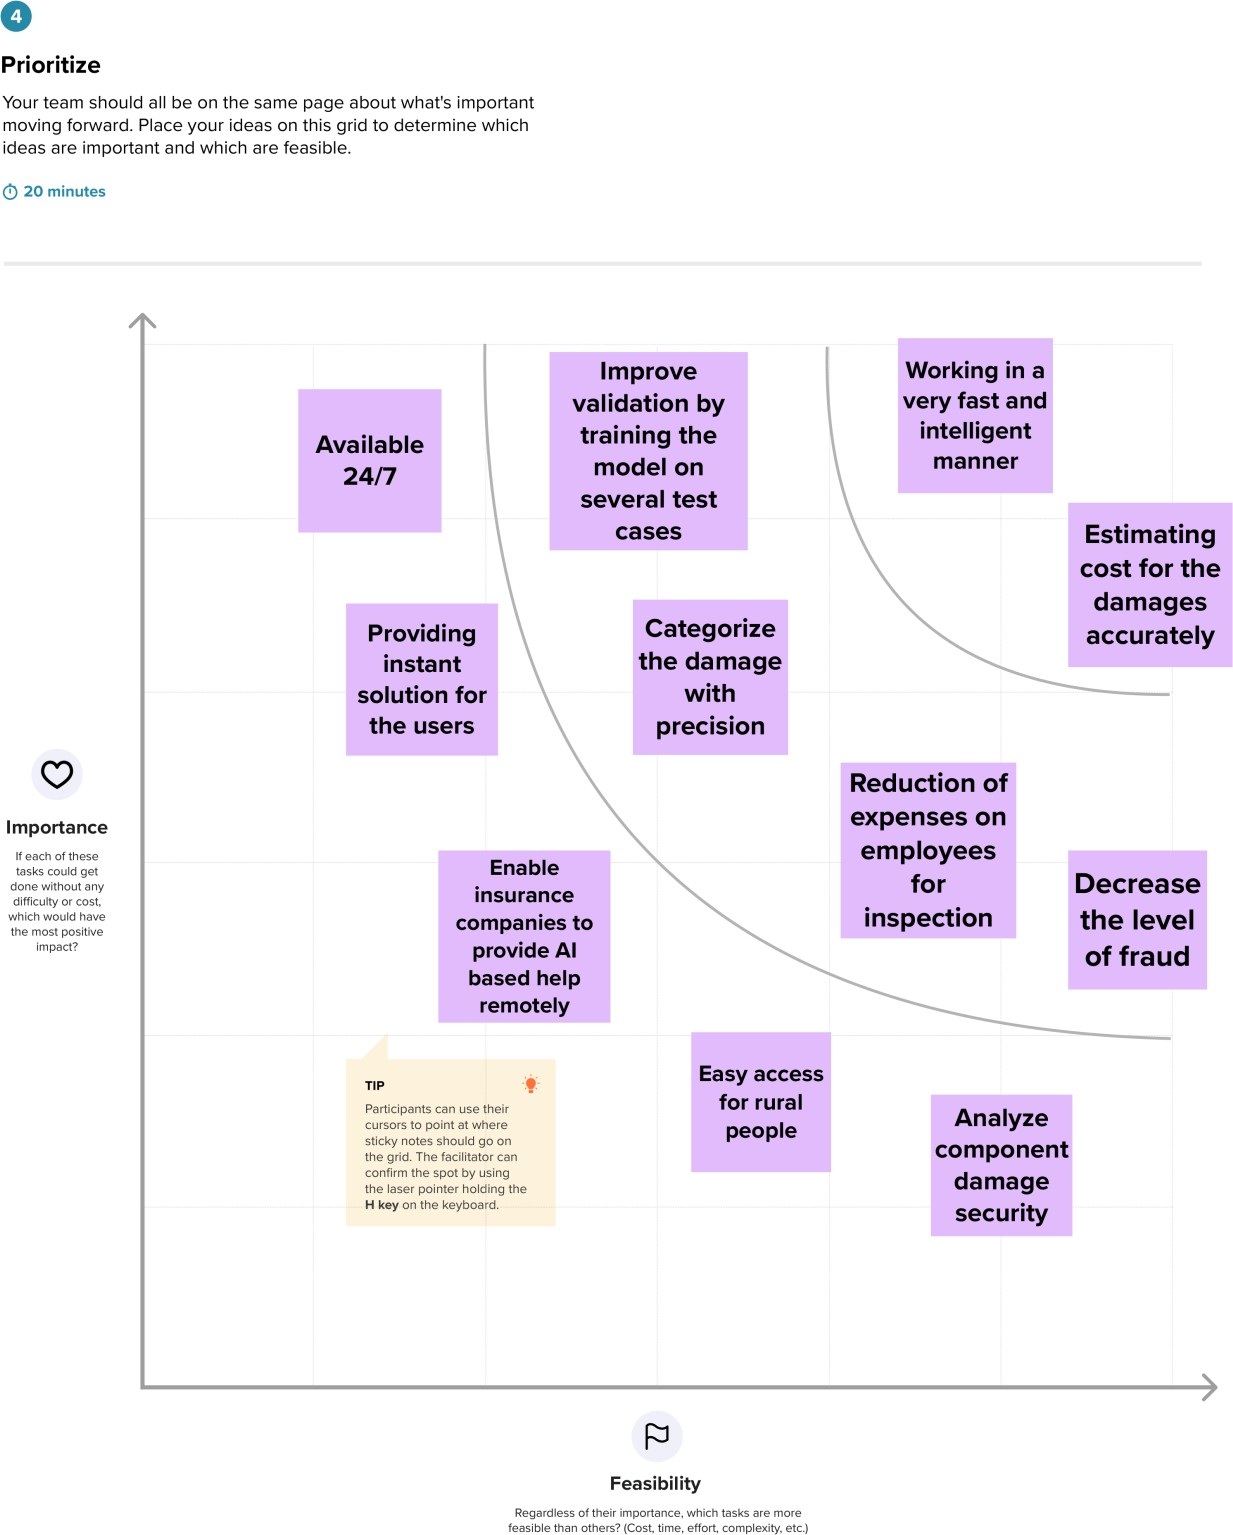 4
Prioritize
Your team should all be on the same page about what's important
moving forward. Place your ideas on this grid to determine which
ideas are important and which are feasible.
20 minutes
Available
24/7
Improve
validation by
training the
model on
several test
cases
Working in a
very fast and
intelligent
manner
Estimating
cost for the
damages
accurately
Providing
instant
solution for
the users
Categorize
the damage
with
precision
Reduction of
expenses on
employees
for
inspection
Decrease
the level
of fraud
Enable
insurance
companies to
provide AI
based help
remotely
Importance
If each of these
tasks could get
done without any
difficulty or cost,
which would have
the most positive
impact?
TIP
Participants can use their
cursors to point at where
sticky notes should go on
the grid. The facilitator can
confirm the spot by using
the laser pointer holding the
H key on the keyboard.
Easy access
for rural
people
Analyze
component
damage
security
Feasibility
Regardless of their importance, which tasks are more
feasible than others? (Cost, time, effort, complexity, etc.)